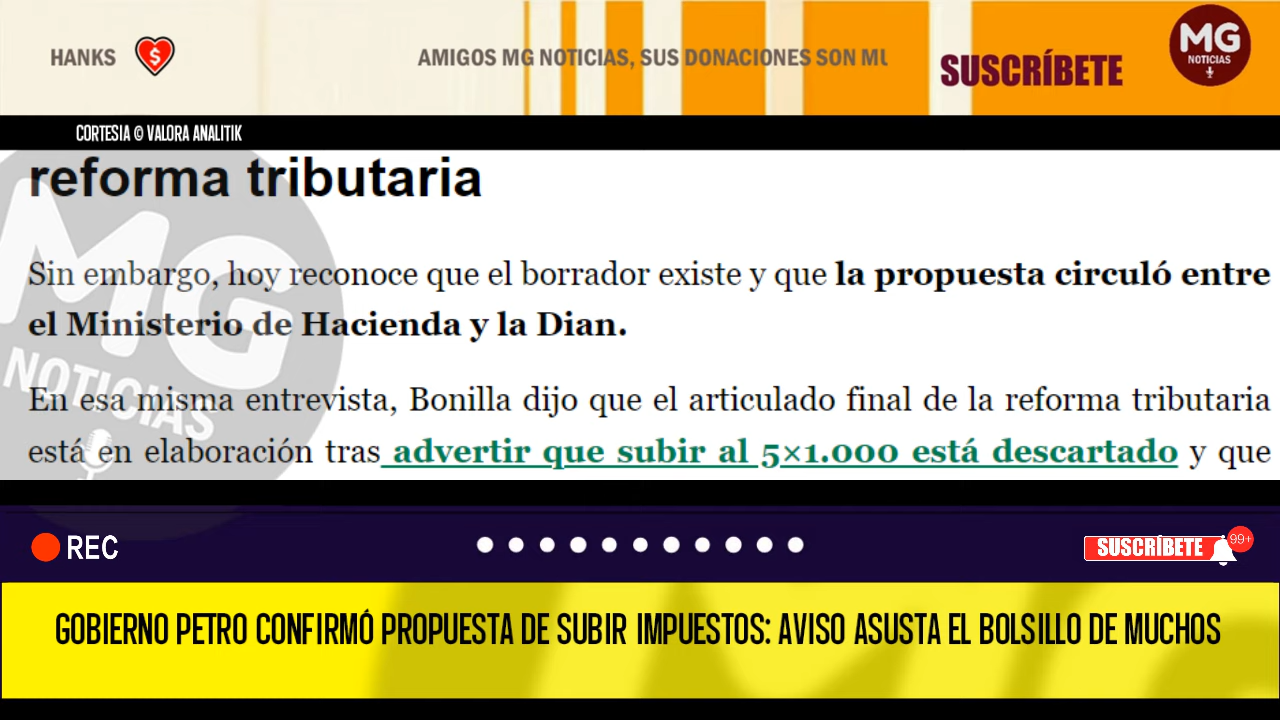 HANKS
AMIGOS MG NOTICIAS, SUS DONACIONES SON MU
SUSCRÍBETE
MG
NOTICIAS
CORTESIA © VALORA ANALITIK
reforma tributaria
Sin embargo, hoy reconoce que el borrador existe y que la propuesta circuló entre
el Ministerio de Hacienda y la Dian.
En esa misma entrevista, Bonilla dijo que el articulado final de la reforma tributaria
está en elaboración tras advertir que subir al 5×1.000 está descartado y que
MG
NOTICIAS
REC
SUSCRÍBETE
99+
GOBIERNO PETRO CONFIRMÓ PROPUESTA DE SUBIR IMPUESTOS: AVISO ASUSTA EL BOLSILLO DE MUCHOS